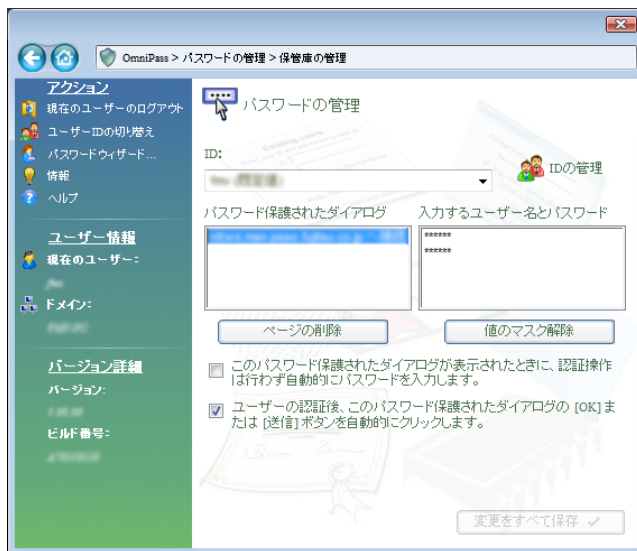 OmniPass > パスワードの管理 > 保管庫の管理
アクション
現在のユーザーのログアウト
ユーザーIDの切り替え
パスワードウィザード...
情報
ヘルプ
ユーザー情報
現在のユーザー:
ドメイン:
バージョン詳細
バージョン:
ビルド番号:
パスワードの管理
ID:
IDの管理
パスワード保護されたダイアログ
入力するユーザー名とパスワード
******
******
ページの削除
値のマスク解除
このパスワード保護されたダイアログが表示されたときに、認証操作
は行わず自動的にパスワードを入力します。
ユーザーの認証後、このパスワード保護されたダイアログの [OK]ま
たは [送信]ボタンを自動的にクリックします。
変更をすべて保存